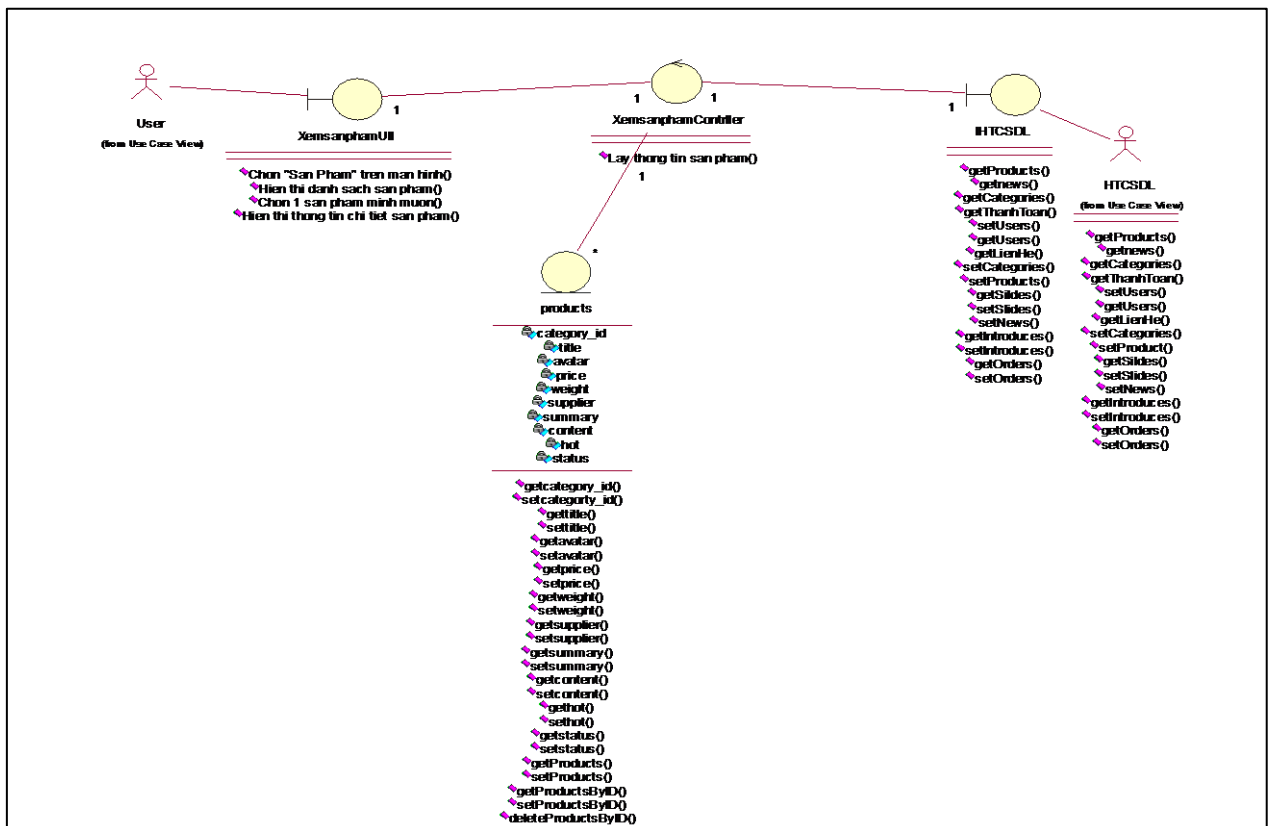 User
(from Use Case View)
1
XemsanphamUII
Chon "San Pham" tren man hinh()
Hien thi danh sach san pham()
Chon 1 san pham minh muon()
Hien thi thong tin chi tiet san pham()
1
1
XemsanphamContrller
Lay thong tin san pham()
1
*
products
category_id
title
avatar
price
weight
supplier
summary
content
hot
status
getcategory_id()
setcategorty_id()
gettitle()
settitle()
getavatar()
setavatar()
getprice()
setprice()
getweight()
setweight()
getsupplier()
setsupplier()
getsummary()
setsummary()
getcontent()
setcontent()
gethot()
sethot()
getstatus()
setstatus()
getProducts()
setProducts()
getProductsByID()
setProductsByID()
deleteProductsByID()
1
IHTCSDL
getProducts()
getnews()
getCategories()
getThanhToan()
setUsers()
getUsers()
getLienHe()
setCategories()
setProducts()
getSildes()
setSlides()
setNews()
getIntroduces()
setIntroduces()
getOrders()
setOrders()
HTCSDL
(from Use Case View)
getProducts()
getnews()
getCategories()
getThanhToan()
setUsers()
getUsers()
getLienHe()
setCategories()
setProduct()
getSildes()
setSlides()
setNews()
getIntroduces()
setIntroduces()
getOrders()
setOrders()